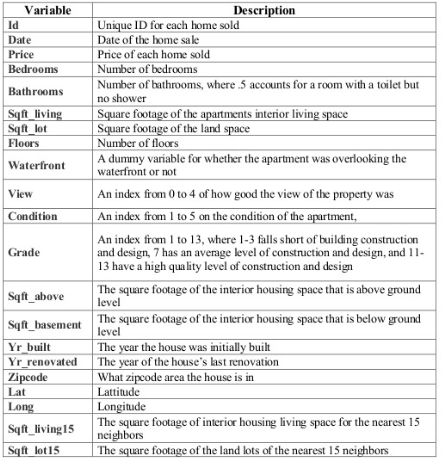 Variable Description
Id Unique ID for each home sold
Date Date of the home sale
Price Price of each home sold
Bedrooms Number of bedrooms
Bathrooms Number of bathrooms, where .5 accounts for a room with a toilet but
no shower
Sqft_living Square footage of the apartments interior living space
Sqft_lot Square footage of the land space
Floors Number of floors
Waterfront A dummy variable for whether the apartment was overlooking the
waterfront or not
View An index from 0 to 4 of how good the view of the property was
Condition An index from 1 to 5 on the condition of the apartment,
Grade An index from 1 to 13, where 1-3 falls short of building construction
and design, 7 has an average level of construction and design, and 11-
13 have a high quality level of construction and design
Sqft_above The square footage of the interior housing space that is above ground
level
Sqft_basement The square footage of the interior housing space that is below ground
level
Yr_built The year the house was initially built
Yr_renovated The year of the house's last renovation
Zipcode What zipcode area the house is in
Lat Lattitude
Long Longitude
Sqft_living15 The square footage of interior housing living space for the nearest 15
neighbors
Sqft_lot15 The square footage of the land lots of the nearest 15 neighbors